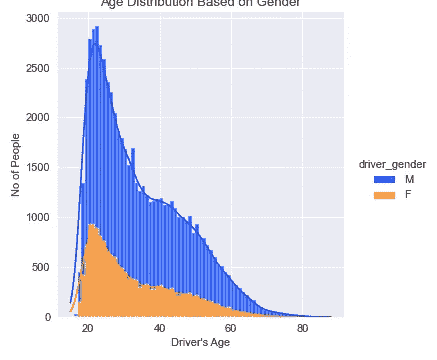 Age Distribution Based on Gender
3000
2500
2000
1500
1000
500
0
No of People
20
40
60
80
Driver's Age
driver_gender
M
F